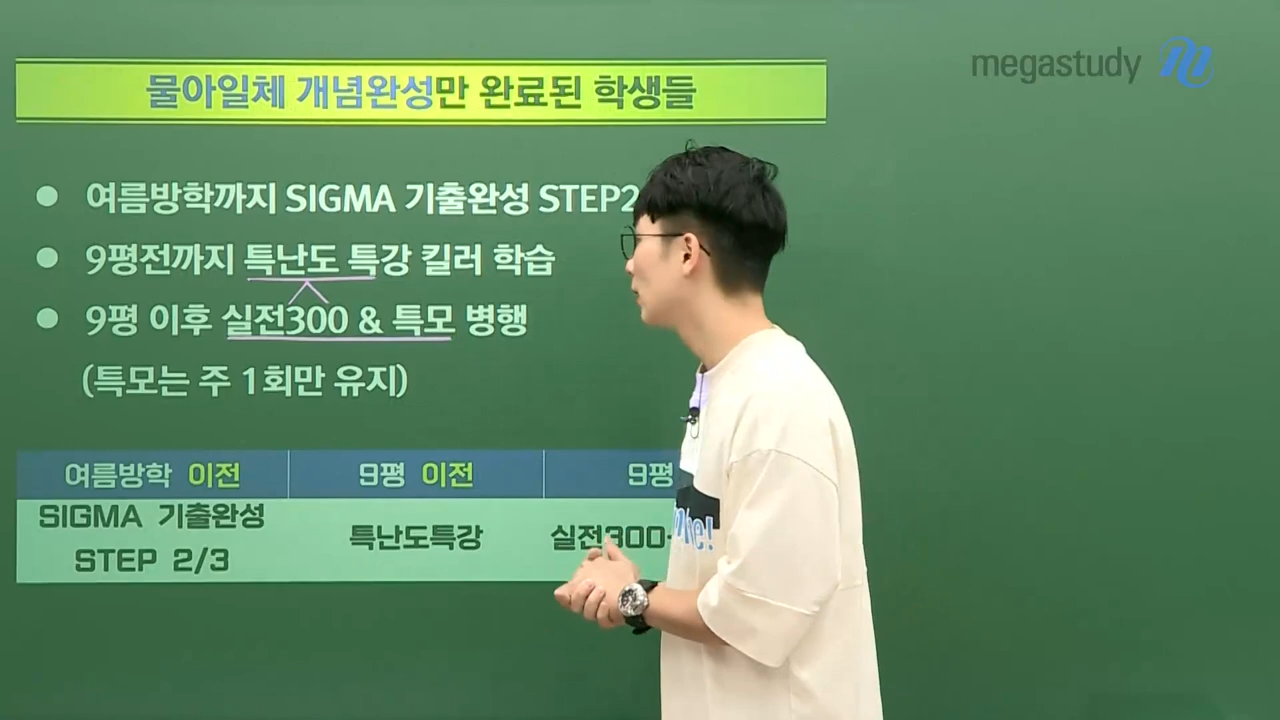 megastudy
물아일체 개념완성만 완료된 학생들
여름방학까지 SIGMA 기출완성 STEP2
9평전까지 특난도 특강 킬러 학습
9평 이후 실전300 & 특모 병행
(특모는 주 1회만 유지)
여름방학 이전 9평 이전 9평
SIGMA 기출완성
STEP 2/3
특난도특강
실전300